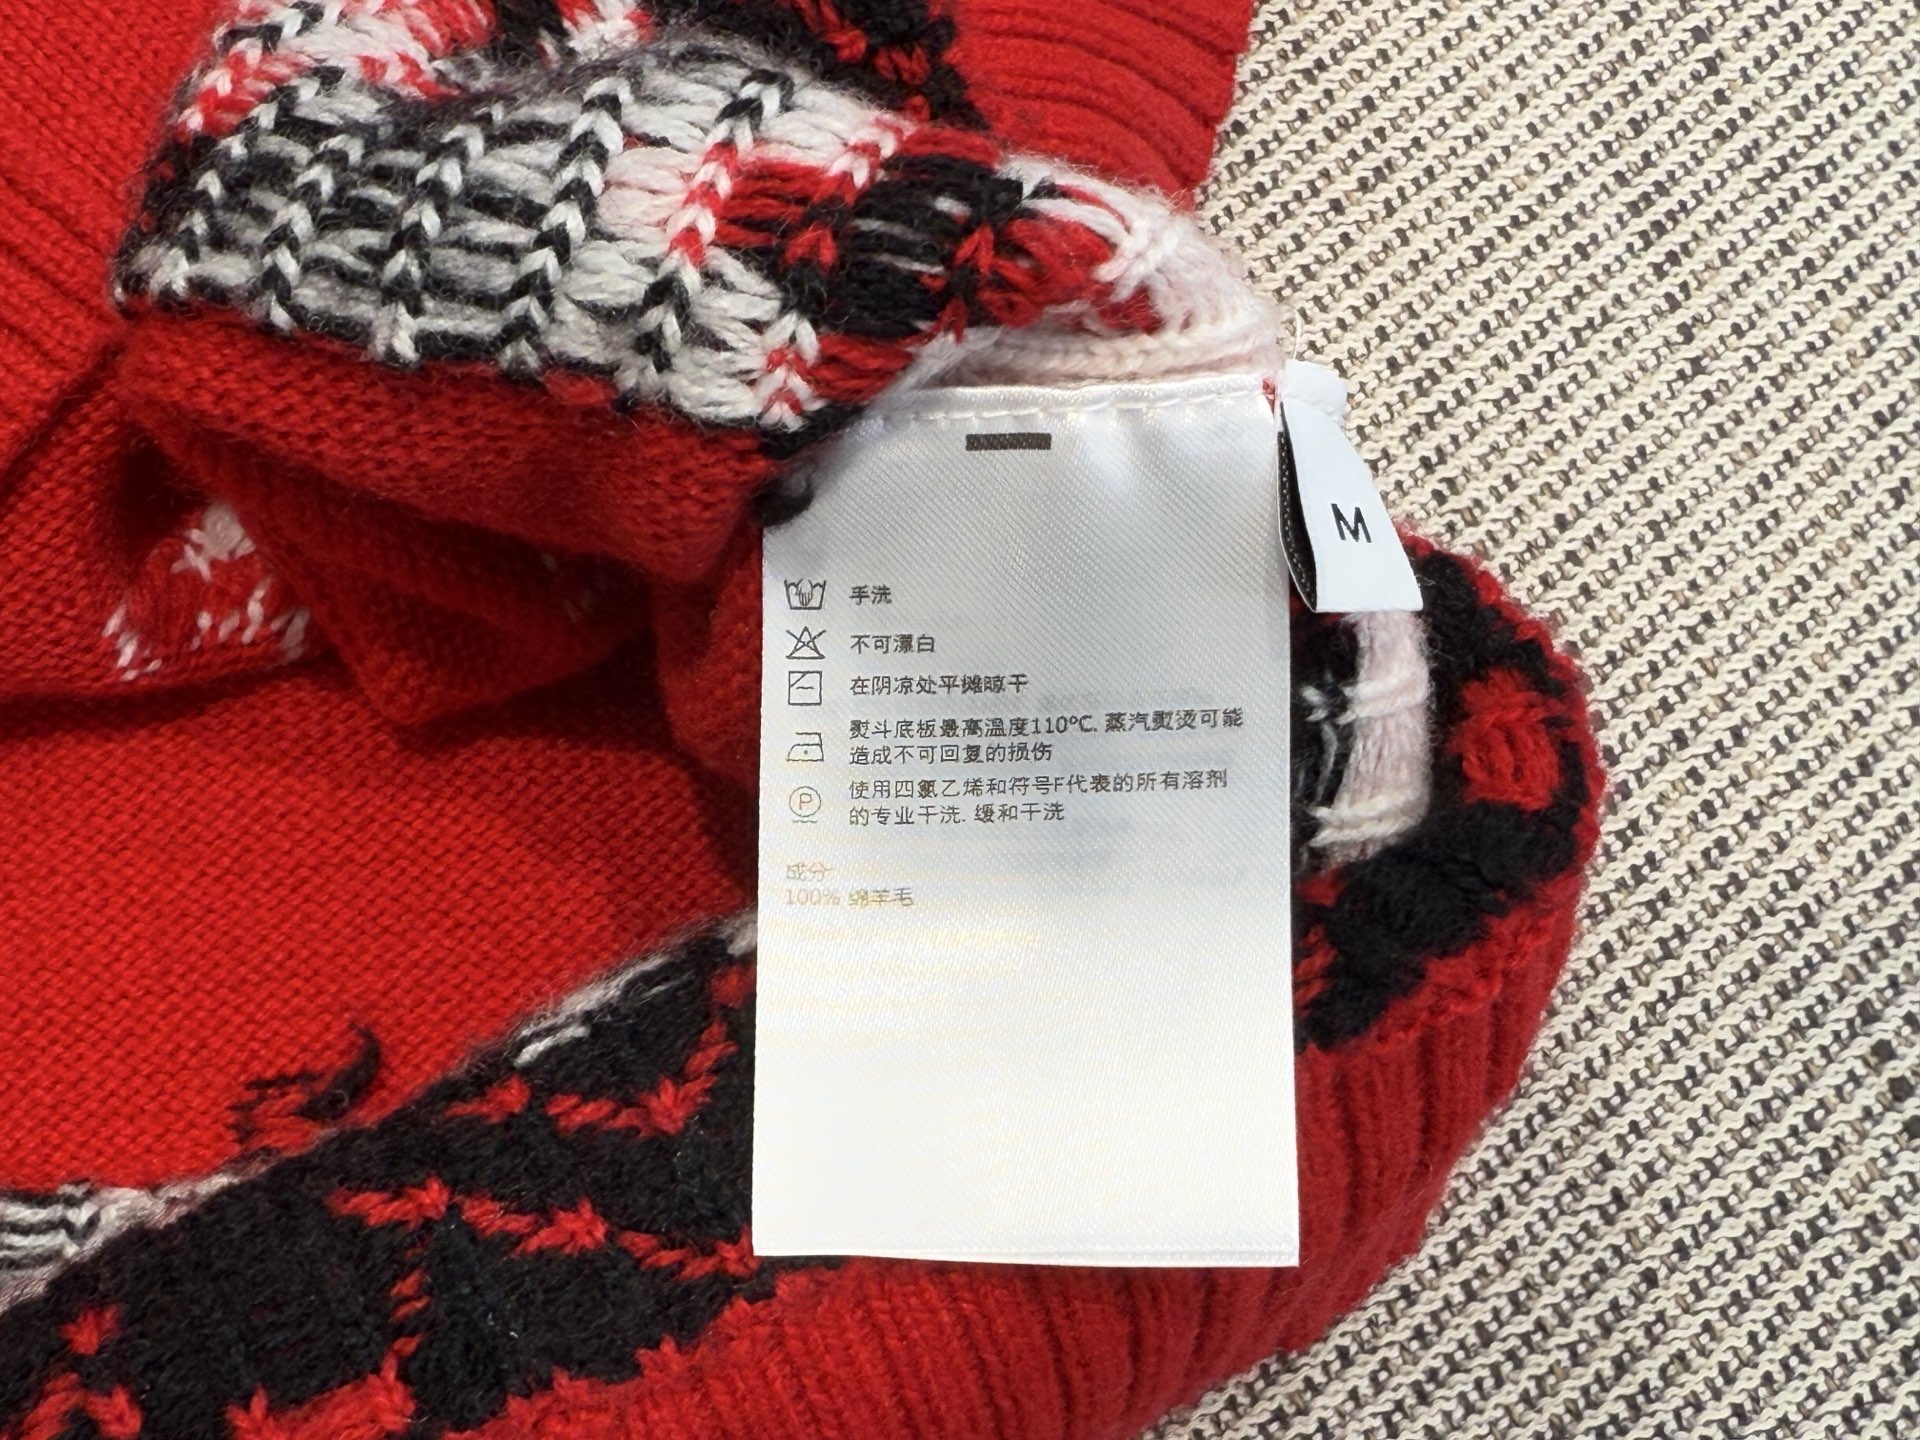 M
手洗
不可漂白
在阴凉处平摊晾干
熨斗底板最高温度110°C. 蒸汽熨烫可能
造成不可回复的损伤
P
使用四氯乙烯和符号F代表的所有溶剂
的专业干洗. 缓和干洗
成分
100% 绵羊毛